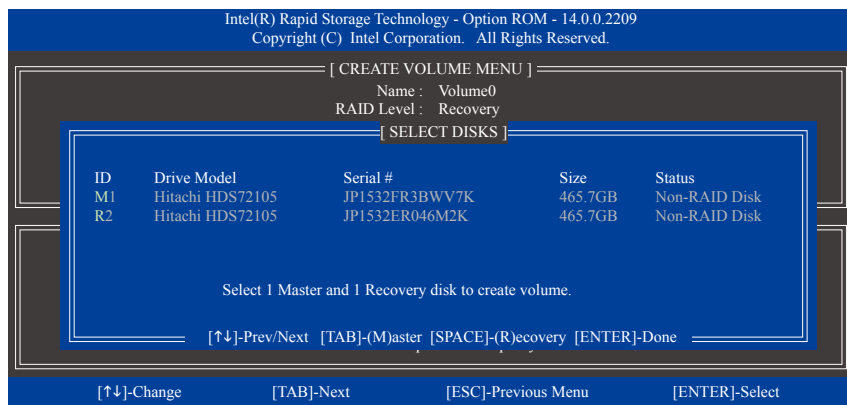 Intel(R) Rapid Storage Technology - Option ROM - 14.0.0.2209
Copyright (C) Intel Corporation. All Rights Reserved.
[ CREATE VOLUME MENU ]
Name : Volume0
RAID Level : Recovery
[ SELECT DISKS ]
ID Drive Model Serial # Size Status
M1 Hitachi HDS72105 JP1532FR3BWV7K 465.7GB Non-RAID Disk
R2 Hitachi HDS72105 JP1532ER046M2K 465.7GB Non-RAID Disk
Select 1 Master and 1 Recovery disk to create volume.
[↑↓]-Prev/Next [TAB]-(M)aster [SPACE]-(R)ecovery [ENTER]-Done
[↑↓]-Change [TAB]-Next [ESC]-Previous Menu [ENTER]-Select